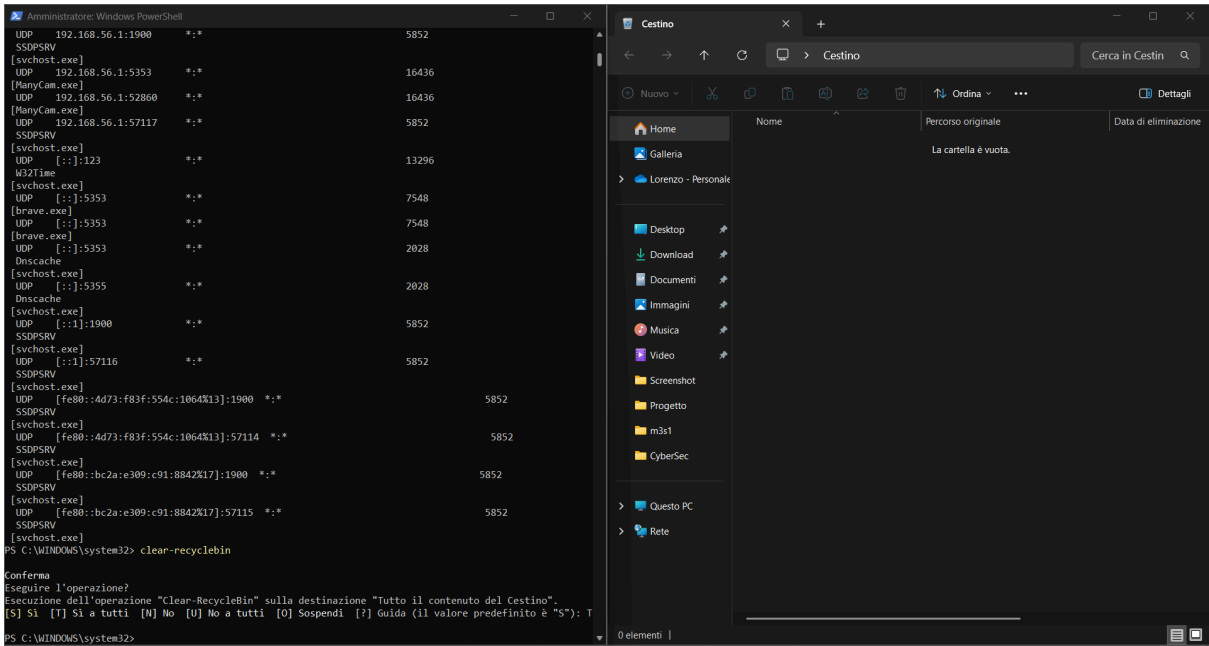 Amministratore: Windows PowerShell
UDP    192.168.56.1:1900      *:*                                    5852
SSDPSRV
[svchost.exe]
UDP    192.168.56.1:5353      *:*                                    16436
[ManyCam.exe]
UDP    192.168.56.1:52860     *:*                                    16436
[ManyCam.exe]
UDP    192.168.56.1:57117     *:*                                    5852
SSDPSRV
[svchost.exe]
UDP    [::]:123               *:*                                    13296
W32Time
[svchost.exe]
UDP    [::]:5353              *:*                                    7548
[brave.exe]
UDP    [::]:5353              *:*                                    7548
[brave.exe]
UDP    [::]:5353              *:*                                    2028
Dnscache
[svchost.exe]
UDP    [::]:5355              *:*                                    2028
Dnscache
[svchost.exe]
UDP    [::1]:1900             *:*                                    5852
SSDPSRV
[svchost.exe]
UDP    [::1]:57116            *:*                                    5852
SSDPSRV
[svchost.exe]
UDP    [fe80::4d73:f83f:554c:1064%13]:1900  *:*                                    5852
SSDPSRV
[svchost.exe]
UDP    [fe80::4d73:f83f:554c:1064%13]:57114  *:*                                    5852
SSDPSRV
[svchost.exe]
UDP    [fe80::bc2a:e309:c91:8842%17]:1900  *:*                                    5852
SSDPSRV
[svchost.exe]
UDP    [fe80::bc2a:e309:c91:8842%17]:57115  *:*                                    5852
SSDPSRV
[svchost.exe]
PS C:\WINDOWS\system32> clear-recyclebin
Conferma
Eseguire l'operazione?
Esecuzione dell'operazione "Clear-RecycleBin" sulla destinazione "Tutto il contenuto del Cestino".
[S] Sì  [T] Sì a tutti  [N] No  [U] No a tutti  [O] Sospendi  [?] Guida (il valore predefinito è "S"): T
PS C:\WINDOWS\system32>
Cestino
Cestino
Cerca in Cestin
Nuovo
Ordina
Dettagli
Nome
Percorso originale
Data di eliminazione
La cartella è vuota.
Home
Galleria
Lorenzo - Personale
Desktop
Download
Documenti
Immagini
Musica
Video
Screenshot
Progetto
m3s1
CyberSec
Questo PC
Rete
0 elementi